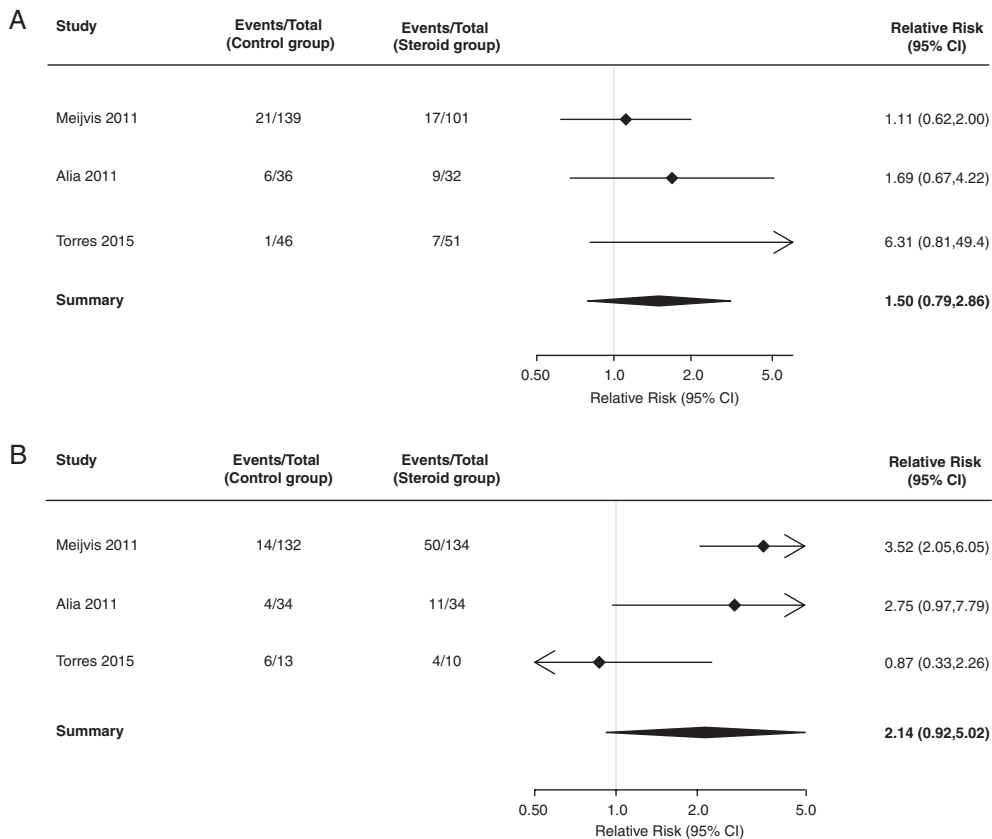 A
Study Events/Total (Control group) Events/Total (Steroid group) Relative Risk (95% CI)
Meijvis 2011 21/139 17/101 1.11 (0.62,2.00)
Alia 2011 6/36 9/32 1.69 (0.67,4.22)
Torres 2015 1/46 7/51 6.31 (0.81,49.4)
Summary 1.50 (0.79,2.86)
0.50 1.0 2.0 5.0
Relative Risk (95% CI)
B
Study Events/Total (Control group) Events/Total (Steroid group) Relative Risk (95% CI)
Meijvis 2011 14/132 50/134 3.52 (2.05,6.05)
Alia 2011 4/34 11/34 2.75 (0.97,7.79)
Torres 2015 6/13 4/10 0.87 (0.33,2.26)
Summary 2.14 (0.92,5.02)
0.50 1.0 2.0 5.0
Relative Risk (95% CI)